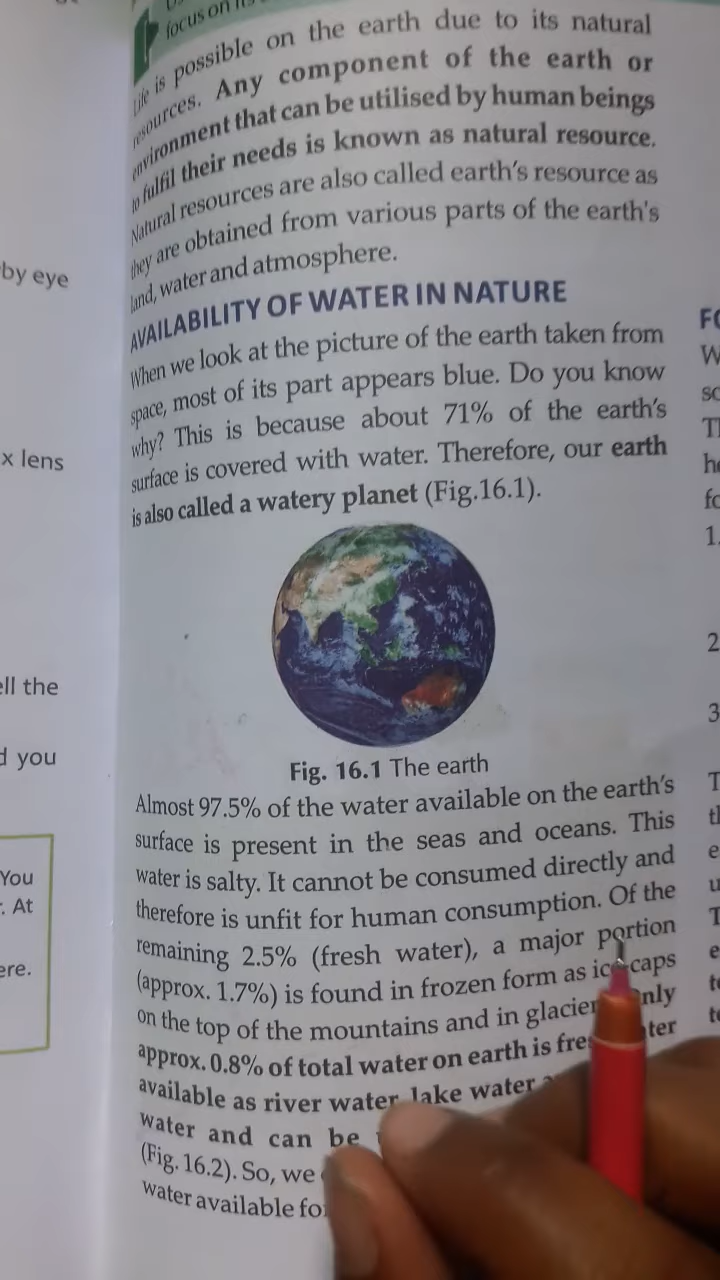 focus on its
Life is possible on the earth due to its natural
resources. Any component of the earth or
environment that can be utilised by human beings
to fulfil their needs is known as natural resource.
Natural resources are also called earth's resource as
they are obtained from various parts of the earth's
land, water and atmosphere.
AVAILABILITY OF WATER IN NATURE
When we look at the picture of the earth taken from
space, most of its part appears blue. Do you know
why? This is because about 71% of the earth's
surface is covered with water. Therefore, our earth
is also called a watery planet (Fig.16.1).
Fig. 16.1 The earth
Almost 97.5% of the water available on the earth's
surface is present in the seas and oceans. This
water is salty. It cannot be consumed directly and
therefore is unfit for human consumption. Of the
remaining 2.5% (fresh water), a major portion
(approx. 1.7%) is found in frozen form as ice caps
on the top of the mountains and in glacier only
approx. 0.8% of total water on earth is fre ter
available as river water, lake water
water and can be
(Fig. 16.2). So, we
water available for
by eye
x lens
ell the
d you
You
. At
ere.
FO
W
sc
Th
he
fo
1.
2
3
T
th
e
u
T
e
te
te